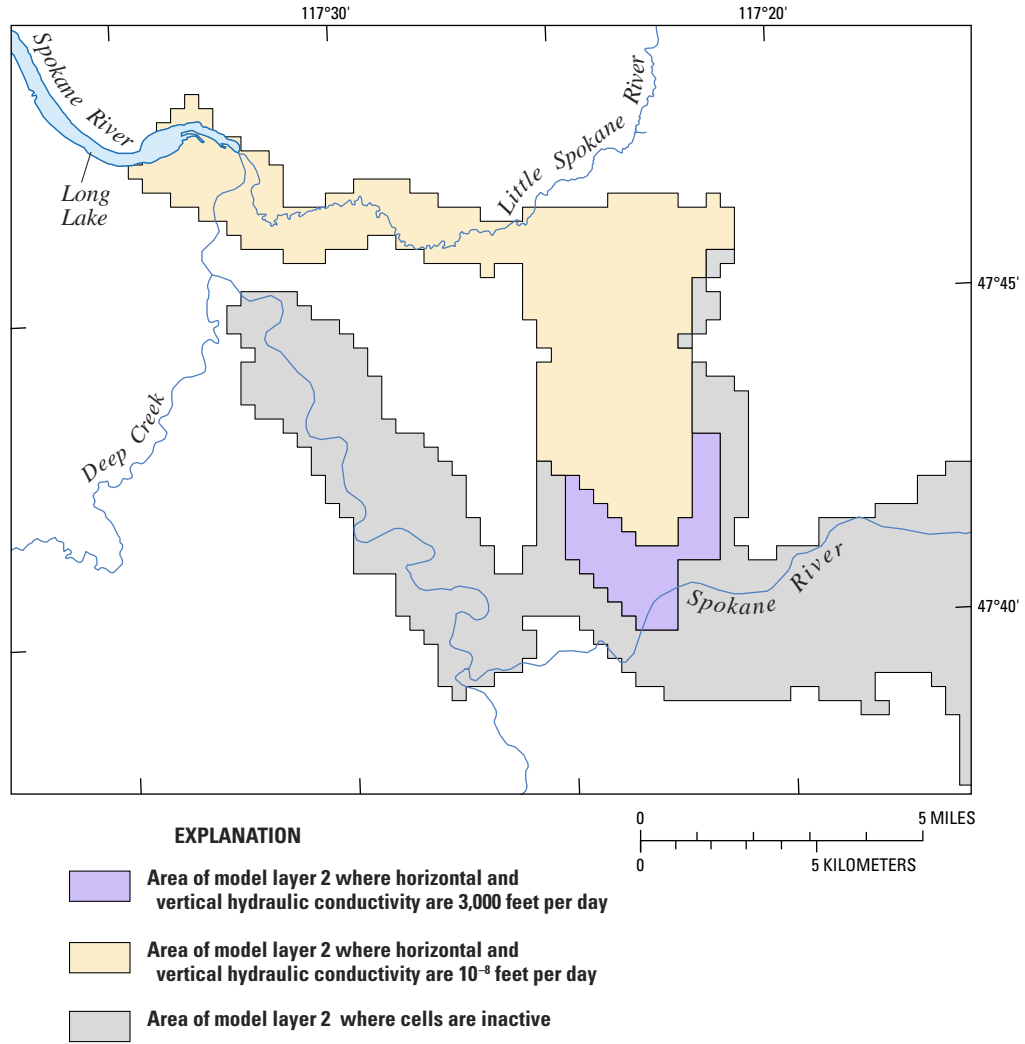 117°30'
117°20'
Spokane River
Little Spokane River
Long
Lake
47°45'
Deep Creek
Spokane River
47°40'
EXPLANATION
0 5 MILES
0 5 KILOMETERS
Area of model layer 2 where horizontal and
vertical hydraulic conductivity are 3,000 feet per day
Area of model layer 2 where horizontal and
vertical hydraulic conductivity are 10⁻⁸ feet per day
Area of model layer 2 where cells are inactive